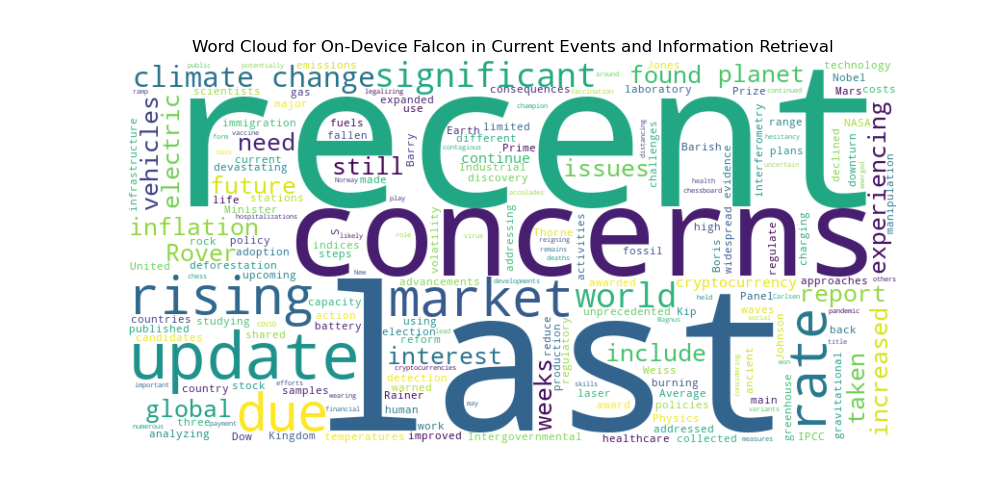 Word Cloud for On-Device Falcon in Current Events and Information Retrieval
public potentially emissions around Jones technology
climate change significant found planet Nobel
scientists consequences laboratory Prize Mars costs
ramp gas legalizing expanded vaccination continued
major use champion
recent
infrastructure vehicles electric immigration vaccine fuels limited Earth different distancing challenges range NASA
form need fallen Barry contagious Prime Barish interferometry hesitancy plans declined downturn experiencing manipulation
current still continue Industrial issues uncertain emerged
mask devastating discovery widespread evidence
future Norway made accolades health
life stations play chessboard
Minister hospitalizations
concerns
inflation s likely role virus reigning Thorne high regulate charging
rock policy indices volatility addressing remains activities fossil Boris
Rover adoption steps deaths
United deforestation New
chess upcoming advancements developments awarded cryptocurrency approaches others
rising market world held Panel Carlsen report
capacity unprecedented Kip waves pandemic
countries studying COVID action using Magnus social Johnson back
published shared battery election lead reduce production regulatory title
candidates reform
last
update interest include considering ancient won rate taken increased
cryptocurrencies Weiss
important efforts detection weeks burning main greenhouse gravitational
country stock samples wearing warned Rainer skills laser Average
financial human may award policies variants
global due three work Physics
numerous payment addressed
analyzing Dow Kingdom temperatures improved Intergovernmental healthcare collected measures IPCC